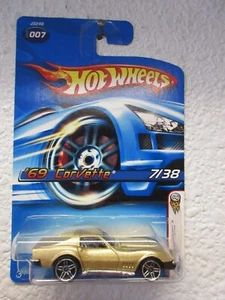 007
HOT WHEELS
'69 Corvette
7/38